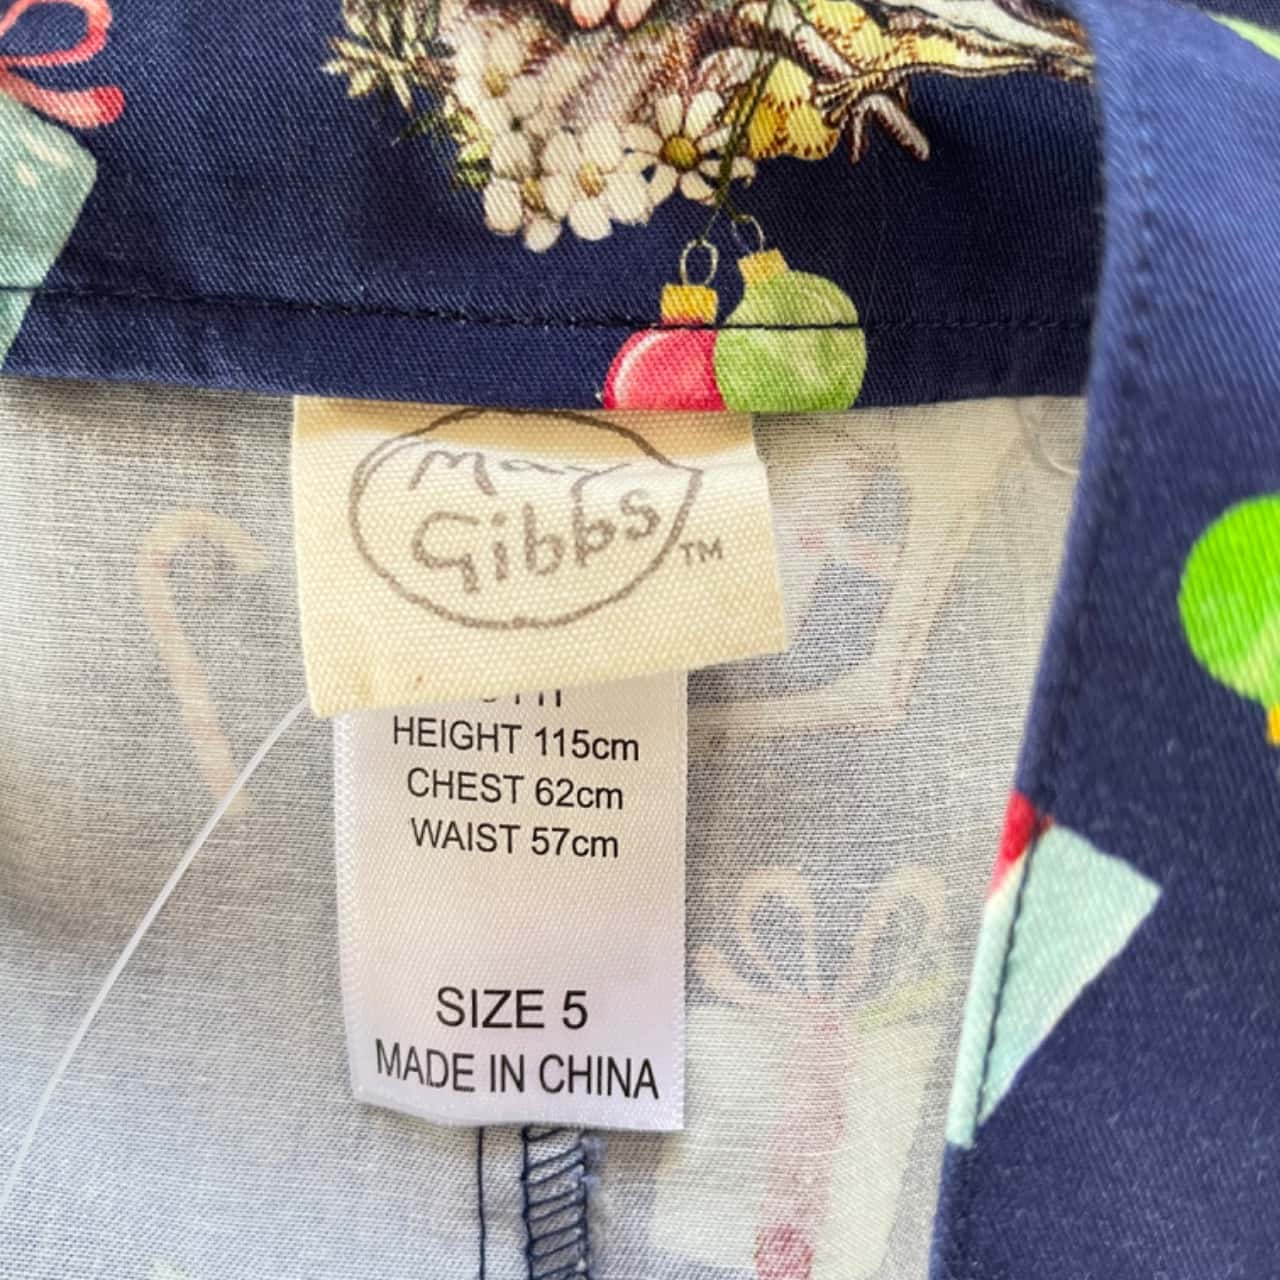 May
Gibbs
TM
HEIGHT 115cm
CHEST 62cm
WAIST 57cm
SIZE 5
MADE IN CHINA